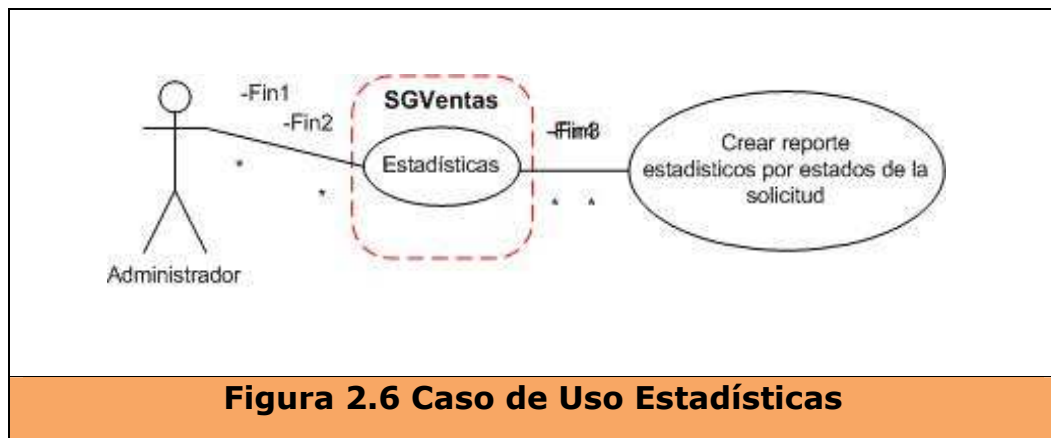 -Fin1
-Fin2
*
*
Administrador
SGVentas
Estadísticas
* *
Crear reporte
estadisticos por estados de la
solicitud
Figura 2.6 Caso de Uso Estadísticas